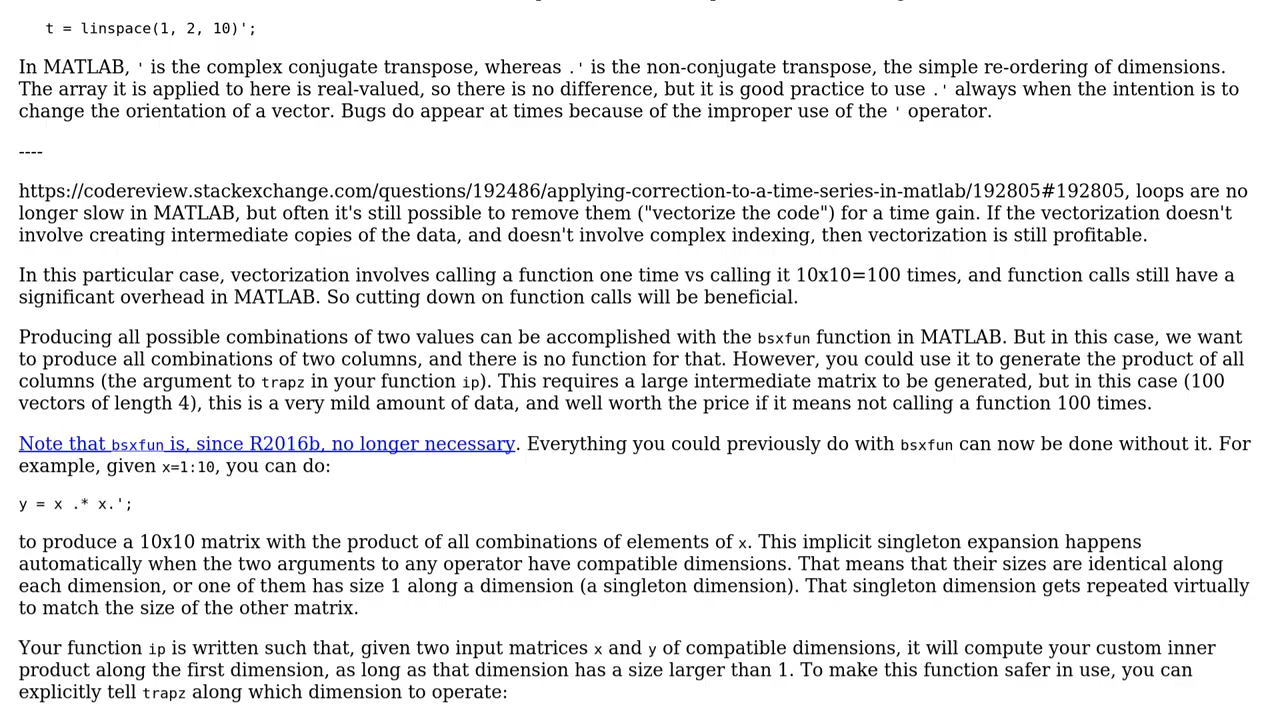 t = linspace(1, 2, 10)';
In MATLAB, ' is the complex conjugate transpose, whereas .' is the non-conjugate transpose, the simple re-ordering of dimensions.
The array it is applied to here is real-valued, so there is no difference, but it is good practice to use .' always when the intention is to
change the orientation of a vector. Bugs do appear at times because of the improper use of the ' operator.
----
https://codereview.stackexchange.com/questions/192486/applying-correction-to-a-time-series-in-matlab/192805#192805, loops are no
longer slow in MATLAB, but often it's still possible to remove them ("vectorize the code") for a time gain. If the vectorization doesn't
involve creating intermediate copies of the data, and doesn't involve complex indexing, then vectorization is still profitable.
In this particular case, vectorization involves calling a function one time vs calling it 10x10=100 times, and function calls still have a
significant overhead in MATLAB. So cutting down on function calls will be beneficial.
Producing all possible combinations of two values can be accomplished with the bsxfun function in MATLAB. But in this case, we want
to produce all combinations of two columns, and there is no function for that. However, you could use it to generate the product of all
columns (the argument to trapz in your function ip). This requires a large intermediate matrix to be generated, but in this case (100
vectors of length 4), this is a very mild amount of data, and well worth the price if it means not calling a function 100 times.
Note that bsxfun is, since R2016b, no longer necessary. Everything you could previously do with bsxfun can now be done without it. For
example, given x=1:10, you can do:
y = x .* x.';
to produce a 10x10 matrix with the product of all combinations of elements of x. This implicit singleton expansion happens
automatically when the two arguments to any operator have compatible dimensions. That means that their sizes are identical along
each dimension, or one of them has size 1 along a dimension (a singleton dimension). That singleton dimension gets repeated virtually
to match the size of the other matrix.
Your function ip is written such that, given two input matrices x and y of compatible dimensions, it will compute your custom inner
product along the first dimension, as long as that dimension has a size larger than 1. To make this function safer in use, you can
explicitly tell trapz along which dimension to operate: